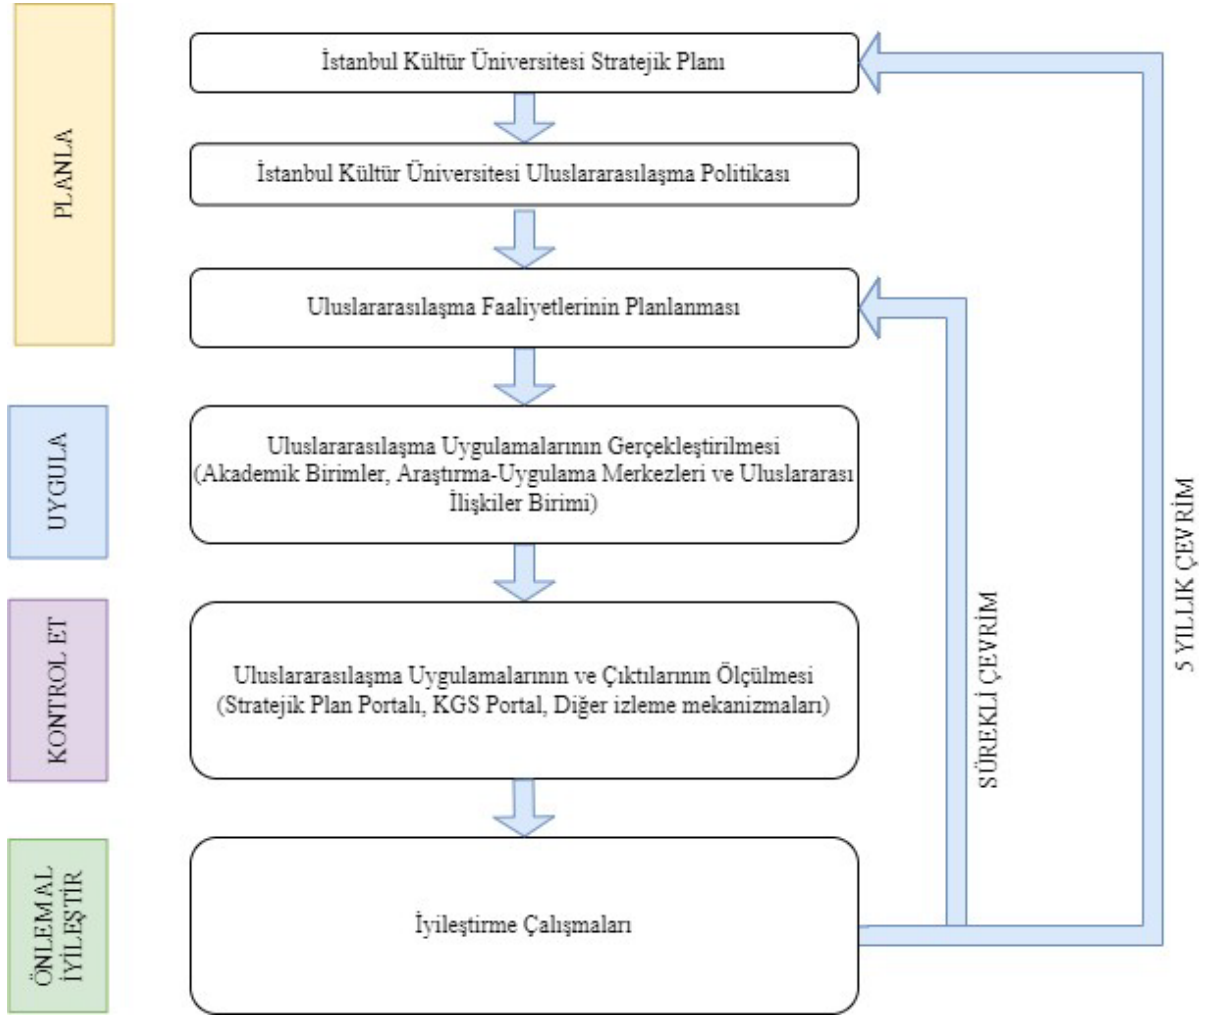 PLANLA
İstanbul Kültür Üniversitesi Stratejik Planı
İstanbul Kültür Üniversitesi Uluslararasılaşma Politikası
Uluslararasılaşma Faaliyetlerinin Planlanması
UYGULA
Uluslararasılaşma Uygulamalarının Gerçekleştirilmesi
(Akademik Birimler, Araştırma-Uygulama Merkezleri ve Uluslararası
İlişkiler Birimi)
KONTROL ET
Uluslararasılaşma Uygulamalarının ve Çıktılarının Ölçülmesi
(Stratejik Plan Portalı, KGS Portal, Diğer izleme mekanizmaları)
ÖNLEM AL
İYİLEŞTİR
İyileştirme Çalışmaları
SÜREKLİ ÇEVRİM
5 YILLIK ÇEVRİM